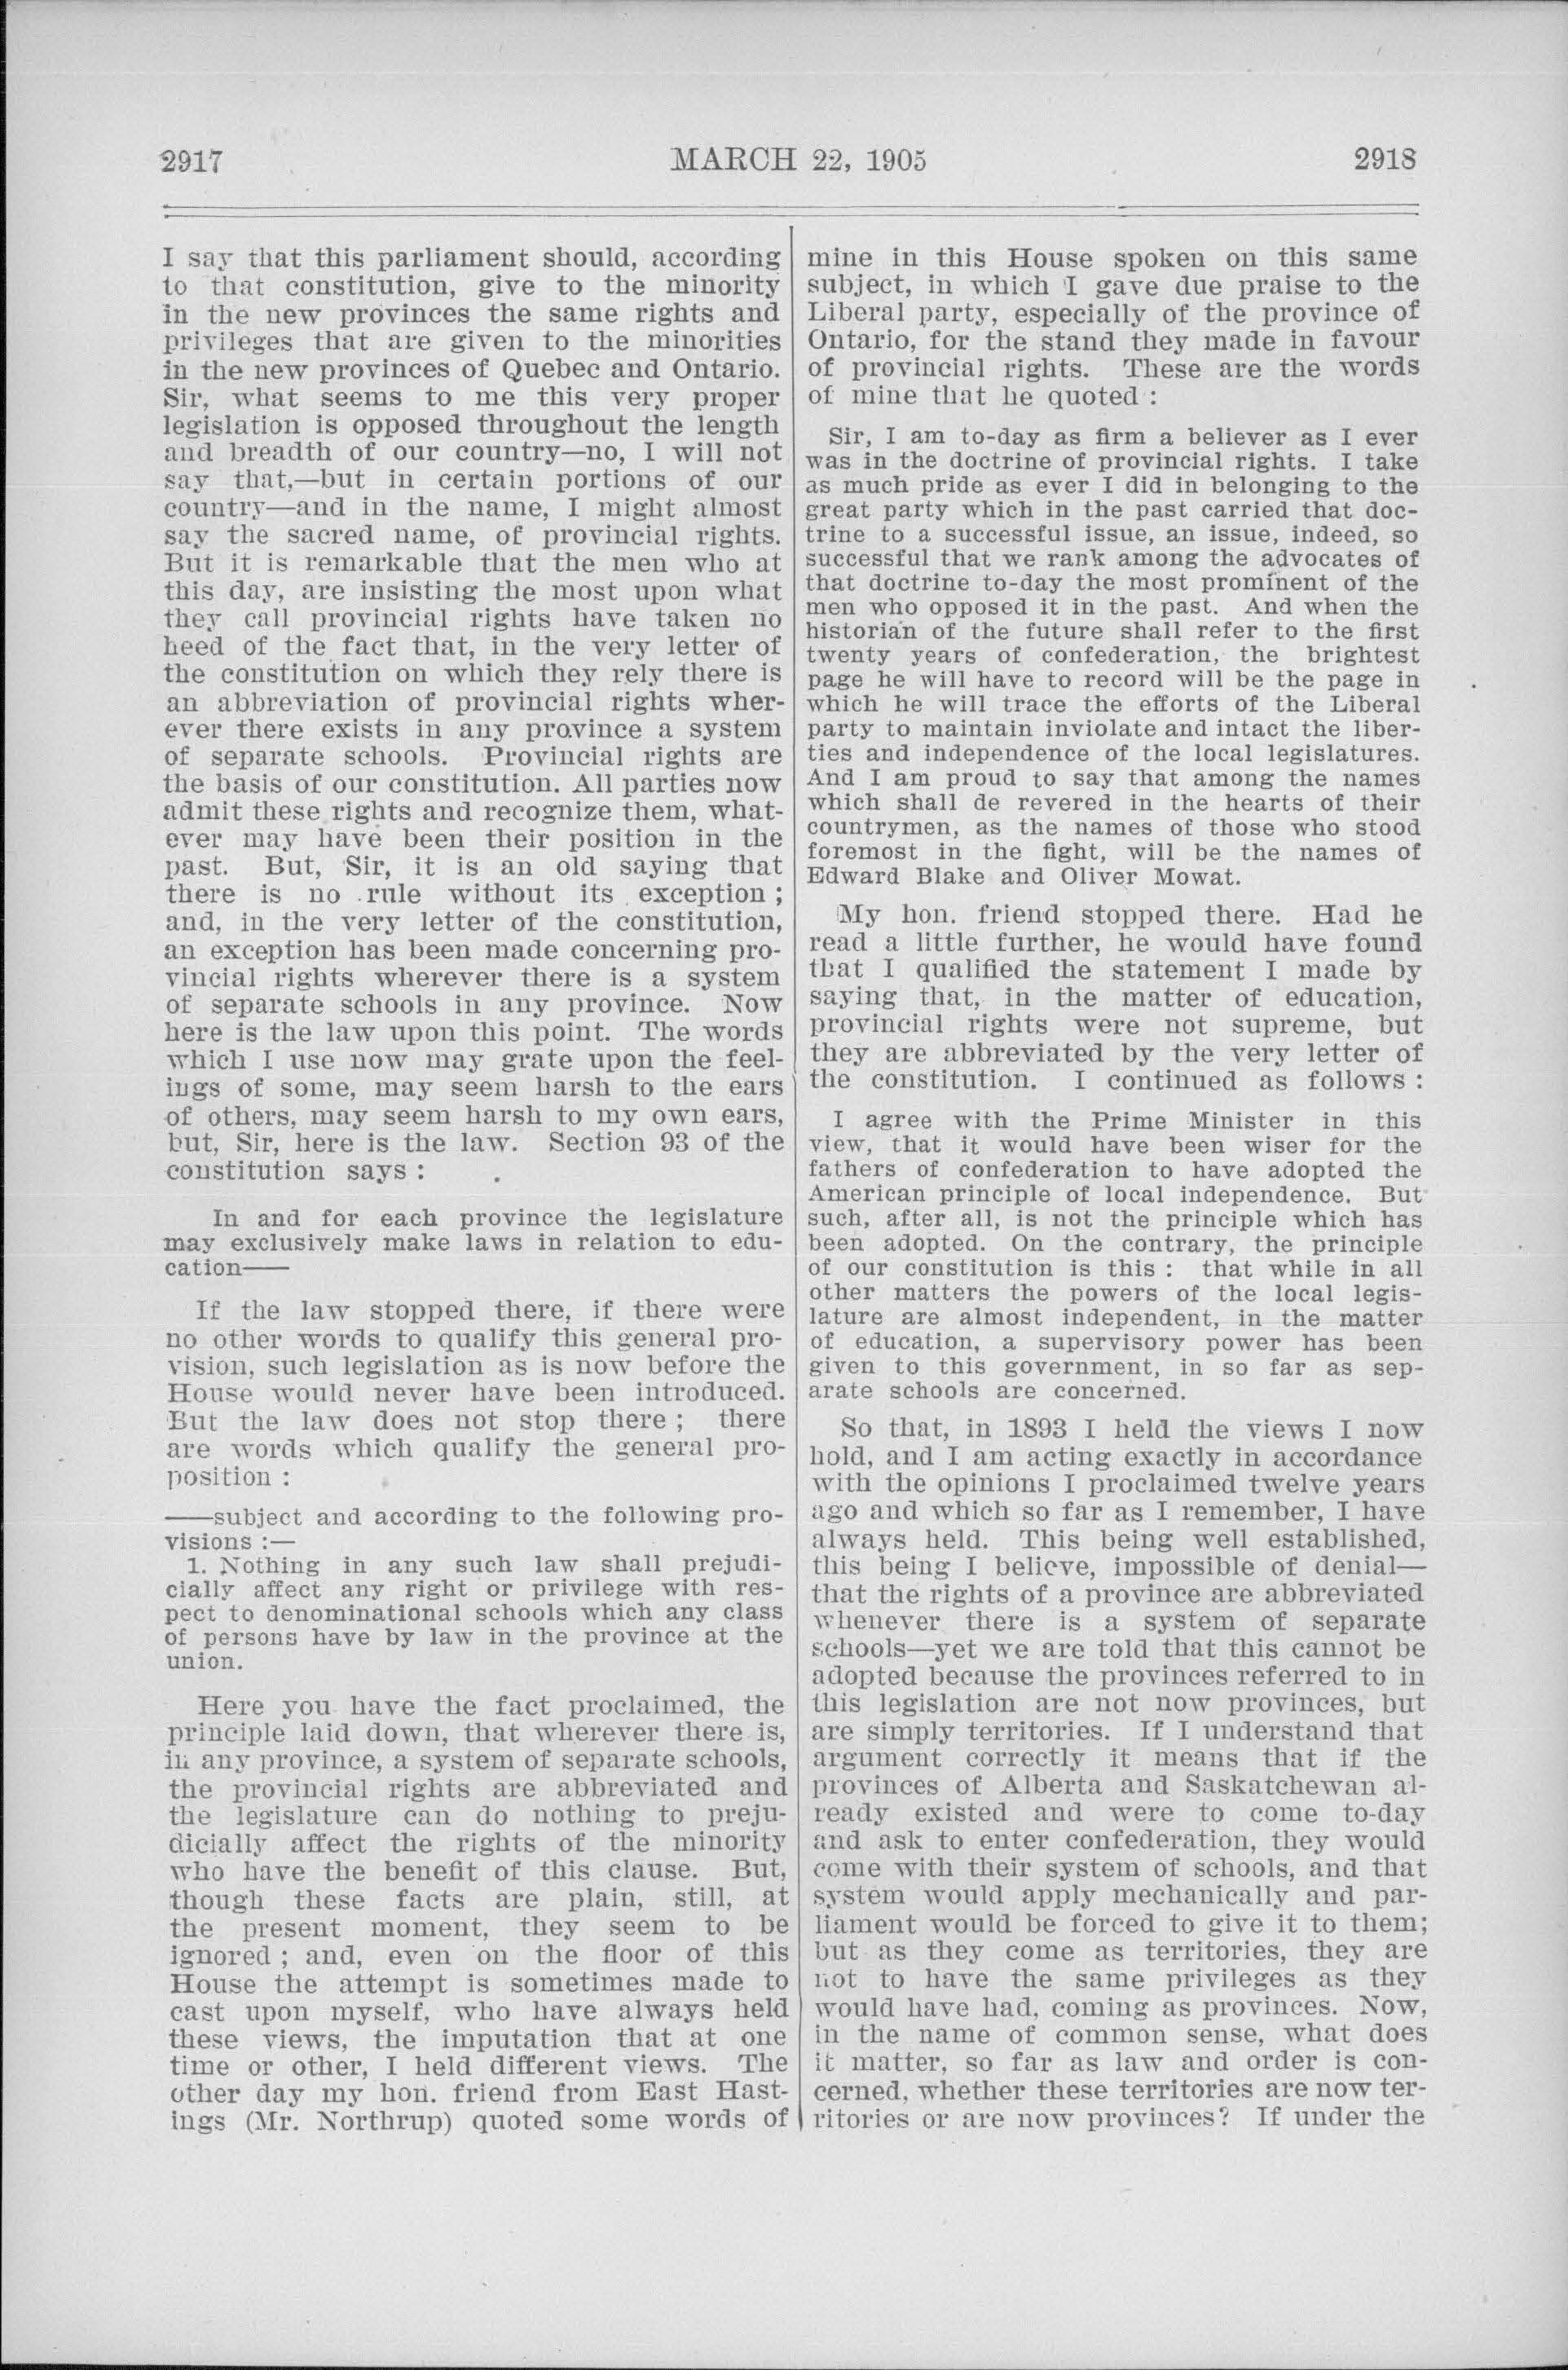 2917
MARCH 22, 1905
2918
I say that this parliament should, according
to that constitution, give to the minority
in the new provinces the same rights and
privileges that are given to the minorities
in the new provinces of Quebec and Ontario.
Sir, what seems to me this very proper
legislation is opposed throughout the length
and breadth of our country—no, I will not
say that,—but in certain portions of our
country—and in the name, I might almost
say the sacred name, of provincial rights.
But it is remarkable that the men who at
this day, are insisting the most upon what
they call provincial rights have taken no
heed of the fact that, in the very letter of
the constitution on which they rely there is
an abbreviation of provincial rights wher-
ever there exists in any province a system
of separate schools. Provincial rights are
the basis of our constitution. All parties now
admit these rights and recognize them, what-
ever may have been their position in the
past. But, Sir, it is an old saying that
there is no rule without its exception ;
and, in the very letter of the constitution,
an exception has been made concerning pro-
vincial rights wherever there is a system
of separate schools in any province. Now
here is the law upon this point. The words
which I use now may grate upon the feel-
ings of some, may seem harsh to the ears
of others, may seem harsh to my own ears,
but, Sir, here is the law. Section 93 of the
constitution says :
In and for each province the legislature
may exclusively make laws in relation to edu-
cation——
If the law stopped there, if there were
no other words to qualify this general pro-
vision, such legislation as is now before the
House would never have been introduced.
But the law does not stop there ; there
are words which qualify the general pro-
position :
——subject and according to the following pro-
visions :—
1. Nothing in any such law shall prejudi-
cially affect any right or privilege with res-
pect to denominational schools which any class
of persons have by law in the province at the
union.
Here you have the fact proclaimed, the
principle laid down, that wherever there is,
in any province, a system of separate schools,
the provincial rights are abbreviated and
the legislature can do nothing to preju-
dicially affect the rights of the minority
who have the benefit of this clause. But,
though these facts are plain, still, at
the present moment, they seem to be
ignored ; and, even on the floor of this
House the attempt is sometimes made to
cast upon myself, who have always held
these views, the imputation that at one
time or other, I held different views. The
other day my hon. friend from East Hast-
ings (Mr. Northrup) quoted some words of
mine in this House spoken on this same
subject, in which I gave due praise to the
Liberal party, especially of the province of
Ontario, for the stand they made in favour
of provincial rights. These are the words
of mine that he quoted :
Sir, I am to-day as firm a believer as I ever
was in the doctrine of provincial rights. I take
as much pride as ever I did in belonging to the
great party which in the past carried that doc-
trine to a successful issue, an issue, indeed, so
successful that we rank among the advocates of
that doctrine to-day the most prominent of the
men who opposed it in the past. And when the
historian of the future shall refer to the first
twenty years of confederation, the brightest
page he will have to record will be the page in
which he will trace the efforts of the Liberal
party to maintain inviolate and intact the liber-
ties and independence of the local legislatures.
And I am proud to say that among the names
which shall de revered in the hearts of their
countrymen, as the names of those who stood
foremost in the fight, will be the names of
Edward Blake and Oliver Mowat.
My hon. friend stopped there. Had he
read a little further, he would have found
that I qualified the statement I made by
saying that, in the matter of education,
provincial rights were not supreme, but
they are abbreviated by the very letter of
the constitution. I continued as follows :
I agree with the Prime Minister in this
view, that it would have been wiser for the
fathers of confederation to have adopted the
American principle of local independence. But
such, after all, is not the principle which has
been adopted. On the contrary, the principle
of our constitution is this : that while in all
other matters the powers of the local legis-
lature are almost independent, in the matter
of education, a supervisory power has been
given to this government, in so far as sep-
arate schools are concerned.
So that, in 1893 I held the views I now
hold, and I am acting exactly in accordance
with the opinions I proclaimed twelve years
ago and which so far as I remember, I have
always held. This being well established,
this being I believe, impossible of denial—
that the rights of a province are abbreviated
whenever there is a system of separate
schools—yet we are told that this cannot be
adopted because the provinces referred to in
this legislation are not now provinces, but
are simply territories. If I understand that
argument correctly it means that if the
provinces of Alberta and Saskatchewan al-
ready existed and were to come to-day
and ask to enter confederation, they would
come with their system of schools, and that
system would apply mechanically and par-
liament would be forced to give it to them;
but as they come as territories, they are
not to have the same privileges as they
would have had, coming as provinces. Now,
in the name of common sense, what does
it matter, so far as law and order is con-
cerned, whether these territories are now ter-
ritories or are now provinces? If under the